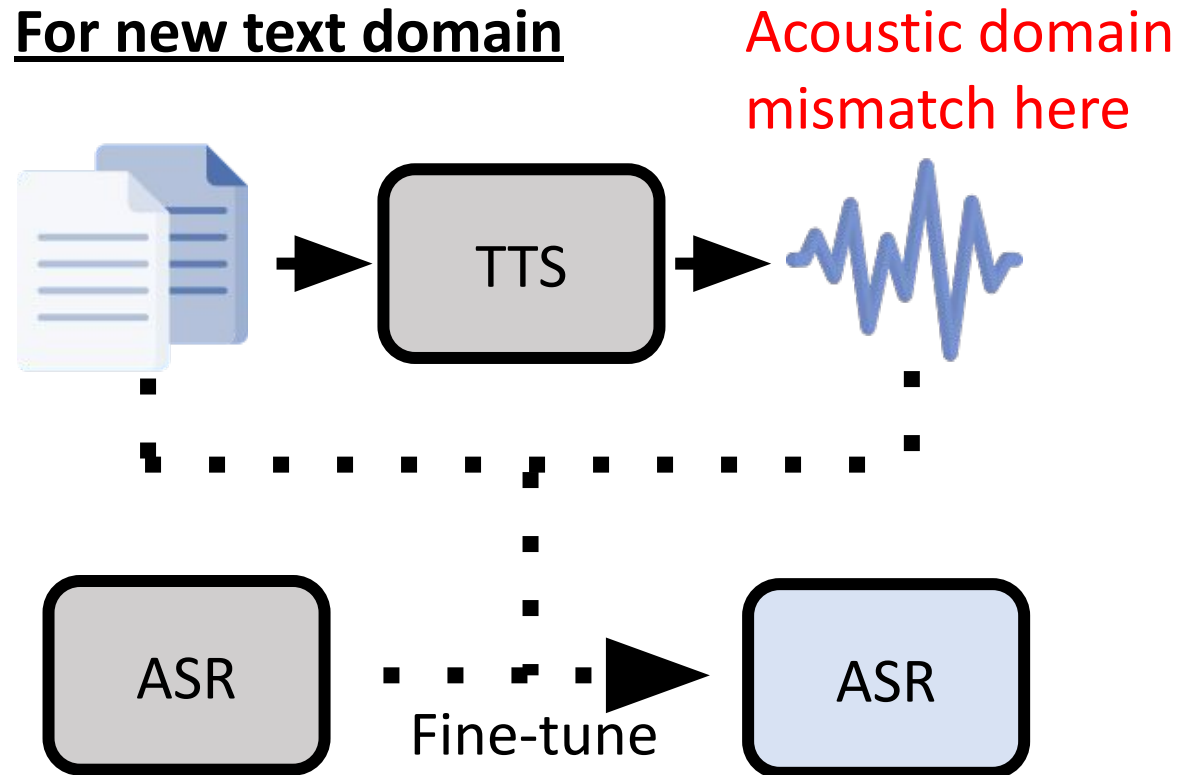 For new text domain
Acoustic domain
mismatch here
TTS
ASR
Fine-tune
ASR